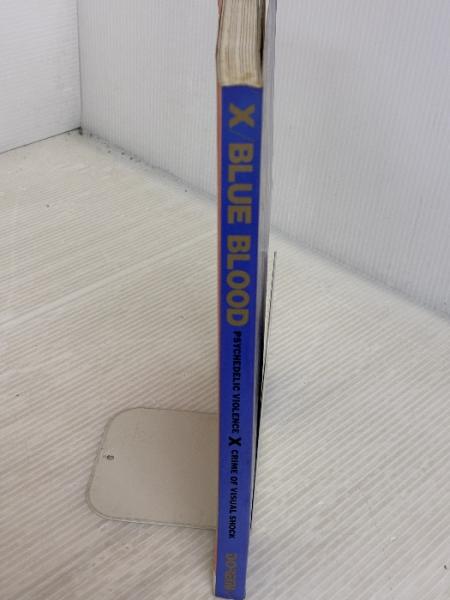 X/BLUE BLOOD
PSYCHEDELIC VIOLENCE X CRIME OF VISUAL SHOCK